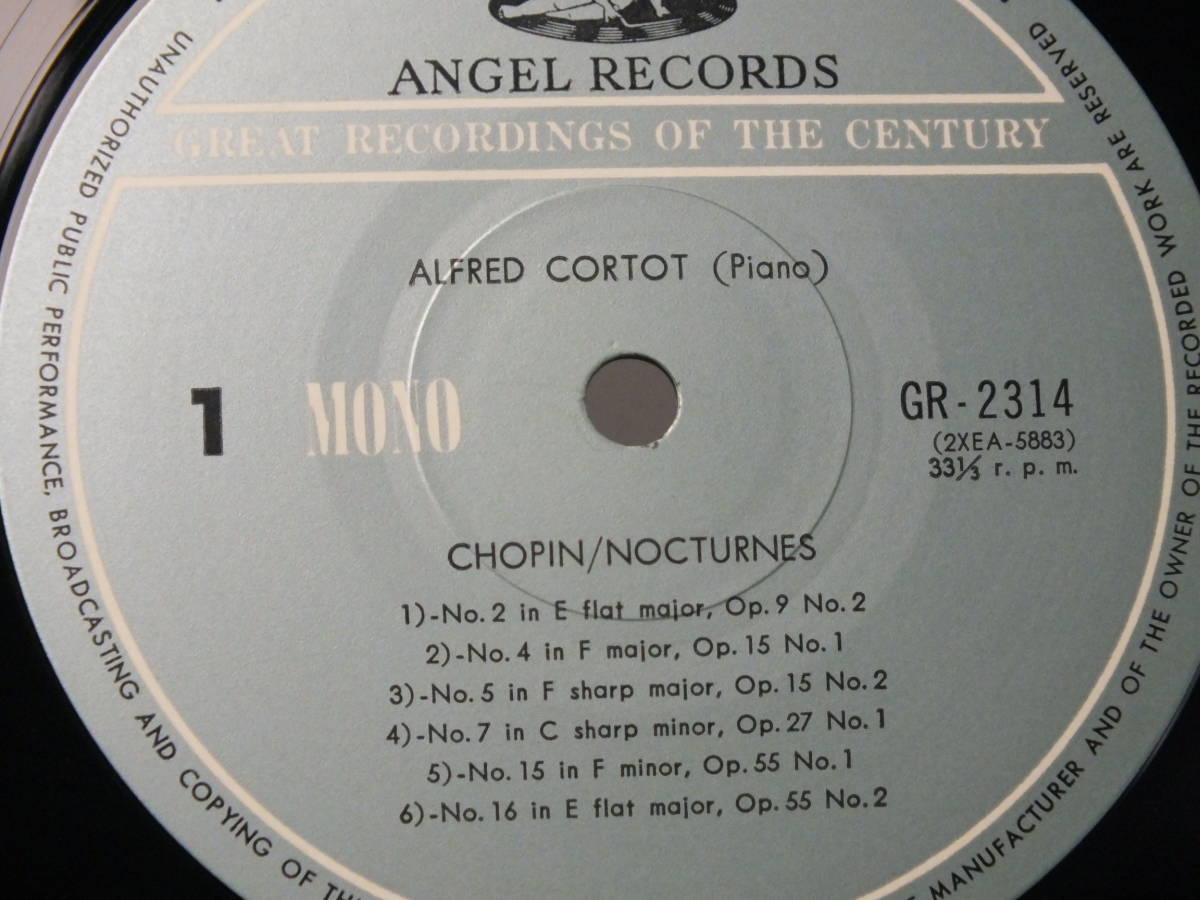 ANGEL RECORDS
GREAT RECORDINGS OF THE CENTURY
ALFRED CORTOT (Piano)
1 MONO
GR-2314
(2XEA-5883)
33⅓ r. p. m.
CHOPIN/NOCTURNES
1)-No. 2 in E flat major, Op. 9 No. 2
2)-No. 4 in F major, Op. 15 No. 1
3)-No. 5 in F sharp major, Op. 15 No. 2
4)-No. 7 in C sharp minor, Op. 27 No. 1
5)-No. 15 in F minor, Op. 55 No. 1
6)-No. 16 in E flat major, Op. 55 No. 2
MANUFACTURER AND OF THE OWNER OF THE RECORDED WORK ARE RESERVED
UNAUTHORIZED PUBLIC PERFORMANCE, BROADCASTING AND COPYING OF